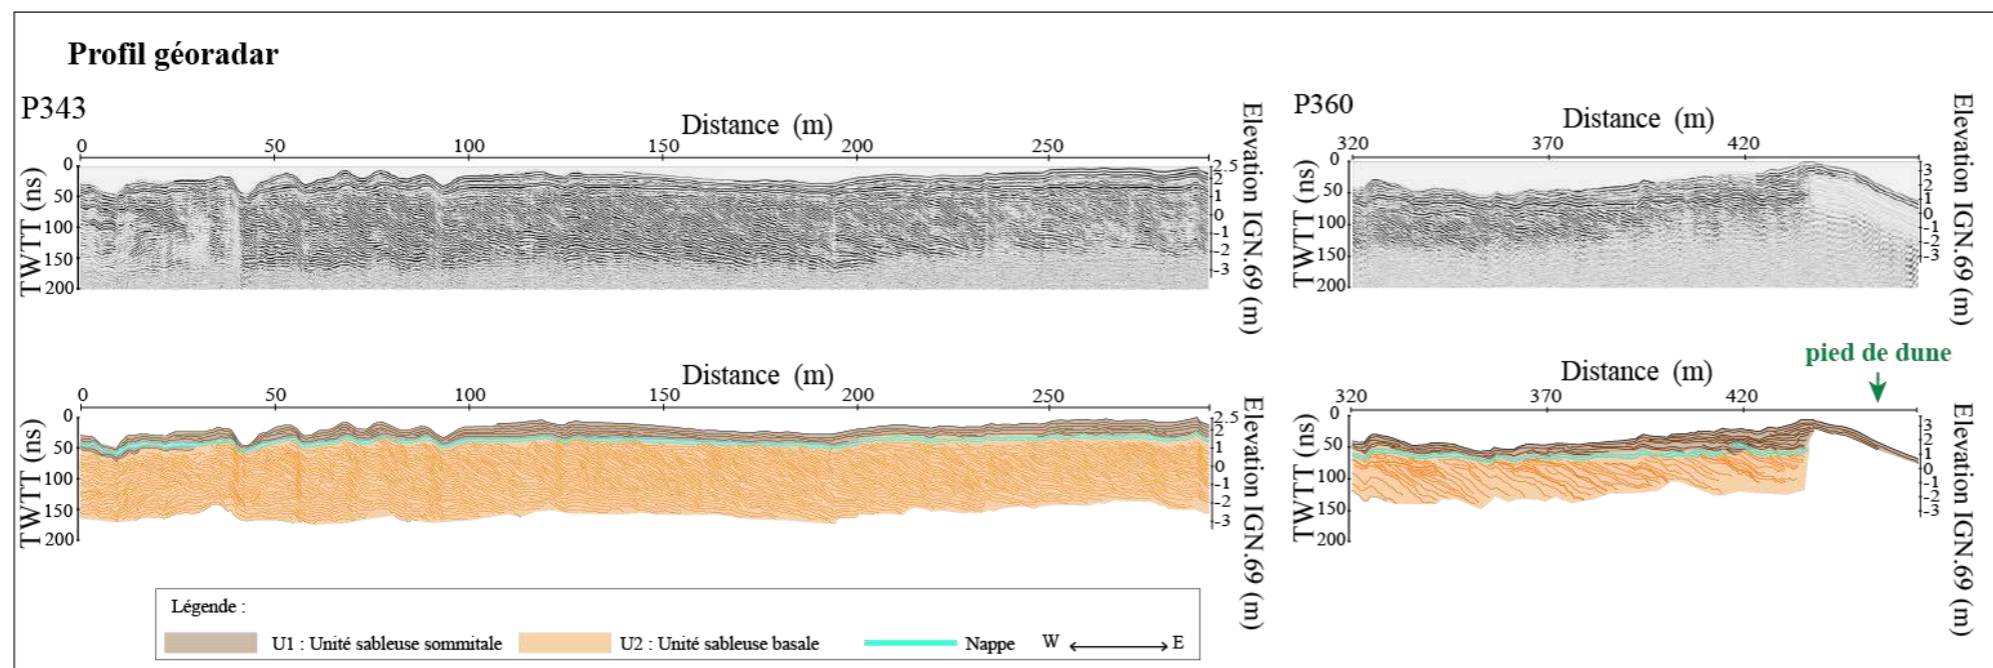 Profil géoradar
P343
Distance (m)
0 50 100 150 200 250
TWTT (ns)
0
50
100
150
200
2.5
2
1
0
-1
-2
-3
Elevation IGN.69 (m)
P360
Distance (m)
320 370 420
TWTT (ns)
0
50
100
150
200
3
2
1
0
-1
-2
-3
Elevation IGN.69 (m)
Distance (m)
0 50 100 150 200 250
TWTT (ns)
0
50
100
150
200
2.5
2
1
0
-1
-2
-3
Elevation IGN.69 (m)
pied de dune
Distance (m)
320 370 420
TWTT (ns)
0
50
100
150
200
3
2
1
0
-1
-2
-3
Elevation IGN.69 (m)
Légende :
U1 : Unité sableuse sommitale U2 : Unité sableuse basale Nappe W E